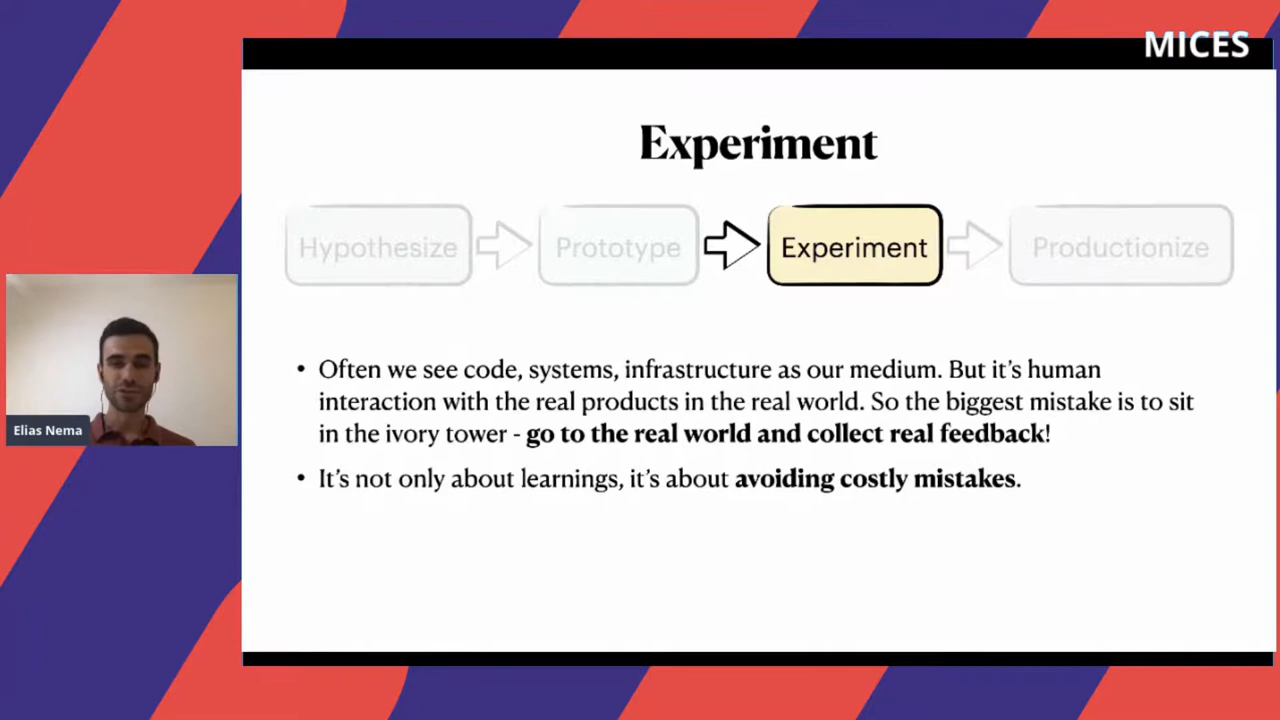 MICES
Experiment
Hypothesize
Prototype
Experiment
Productionize
• Often we see code, systems, infrastructure as our medium. But it’s human
interaction with the real products in the real world. So the biggest mistake is to sit
in the ivory tower - go to the real world and collect real feedback!
• It’s not only about learnings, it’s about avoiding costly mistakes.
Elias Nema